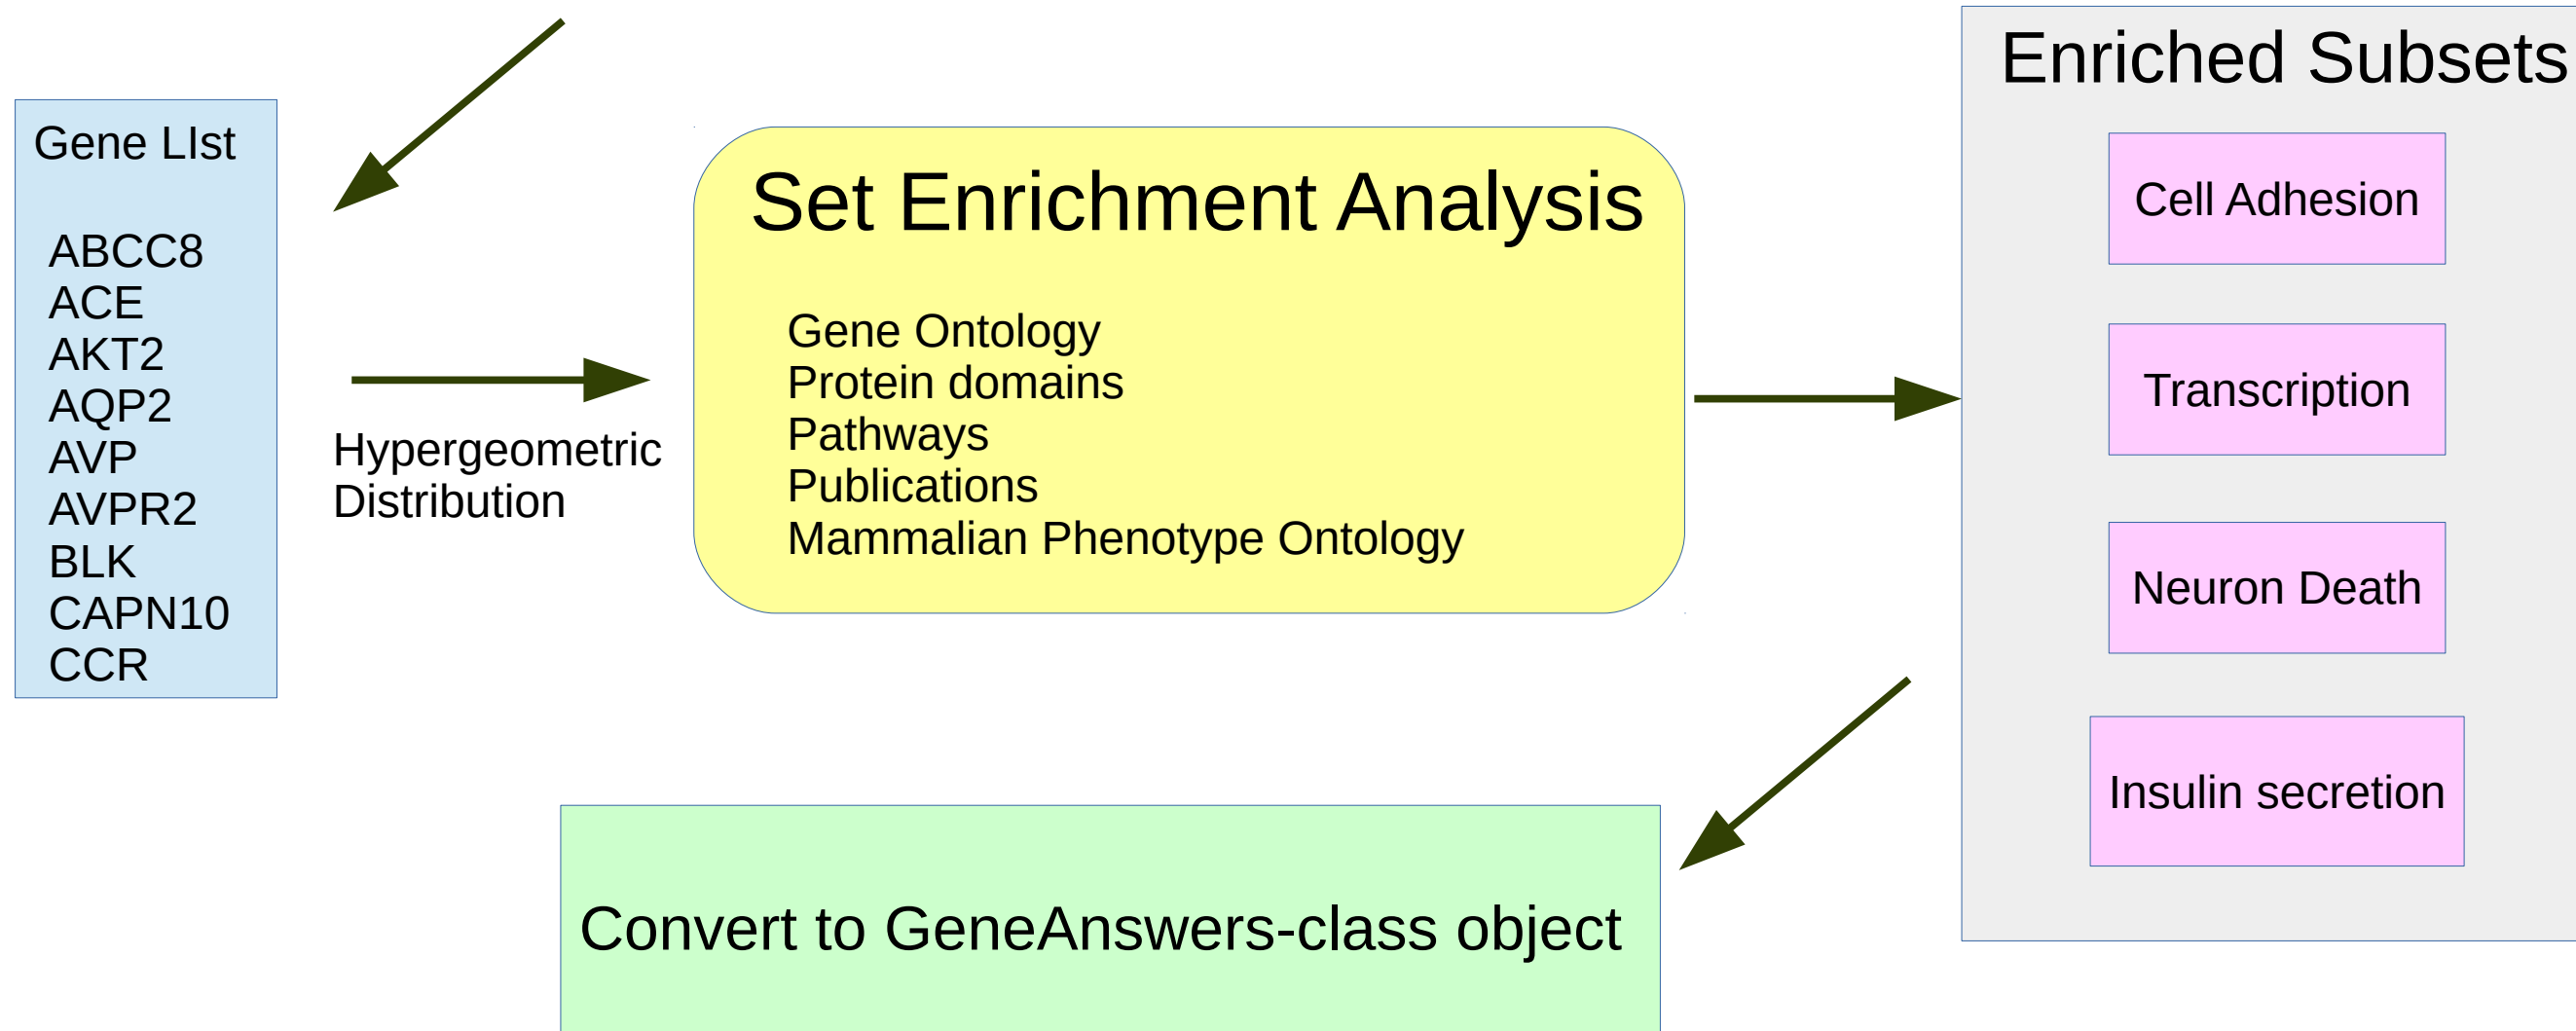 Gene LIst
ABCC8
ACE
AKT2
AQP2
AVP
AVPR2
BLK
CAPN10
CCR
Hypergeometric
Distribution
Set Enrichment Analysis
Gene Ontology
Protein domains
Pathways
Publications
Mammalian Phenotype Ontology
Enriched Subsets
Cell Adhesion
Transcription
Neuron Death
Insulin secretion
Convert to GeneAnswers-class object